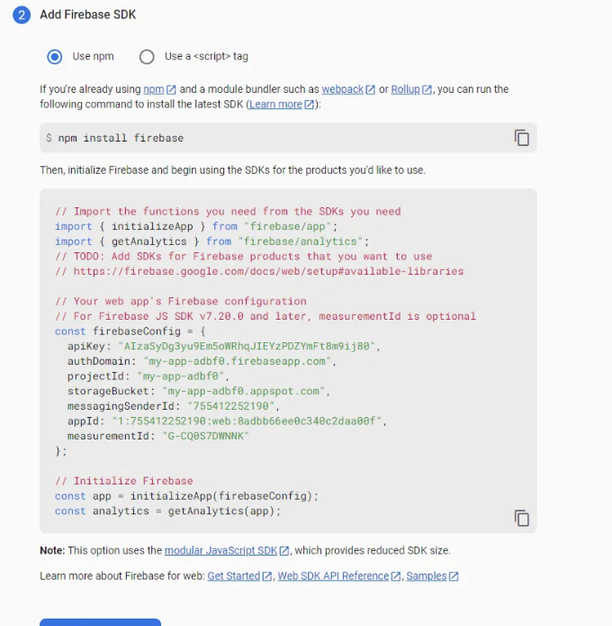 2 Add Firebase SDK
Use npm Use a <script> tag
If you're already using npm and a module bundler such as webpack or Rollup, you can run the
following command to install the latest SDK (Learn more):
$ npm install firebase
Then, initialize Firebase and begin using the SDKs for the products you'd like to use.
// Import the functions you need from the SDKs you need
import { initializeApp } from "firebase/app";
import { getAnalytics } from "firebase/analytics";
// TODO: Add SDKs for Firebase products that you want to use
// https://firebase.google.com/docs/web/setup#available-libraries
// Your web app's Firebase configuration
// For Firebase JS SDK v7.20.0 and later, measurementId is optional
const firebaseConfig = {
apiKey: "AIzaSyDg3yu9Em5oWRhqJIEYzPDZYmFt8m9ij80",
authDomain: "my-app-adbf0.firebaseapp.com",
projectId: "my-app-adbf0",
storageBucket: "my-app-adbf0.appspot.com",
messagingSenderId: "755412252190",
appId: "1:755412252190:web:8adbb66ee0c340c2daa00f",
measurementId: "G-CQ0S7DWNNK"
};
// Initialize Firebase
const app = initializeApp(firebaseConfig);
const analytics = getAnalytics(app);
Note: This option uses the modular JavaScript SDK, which provides reduced SDK size.
Learn more about Firebase for web: Get Started, Web SDK API Reference, Samples